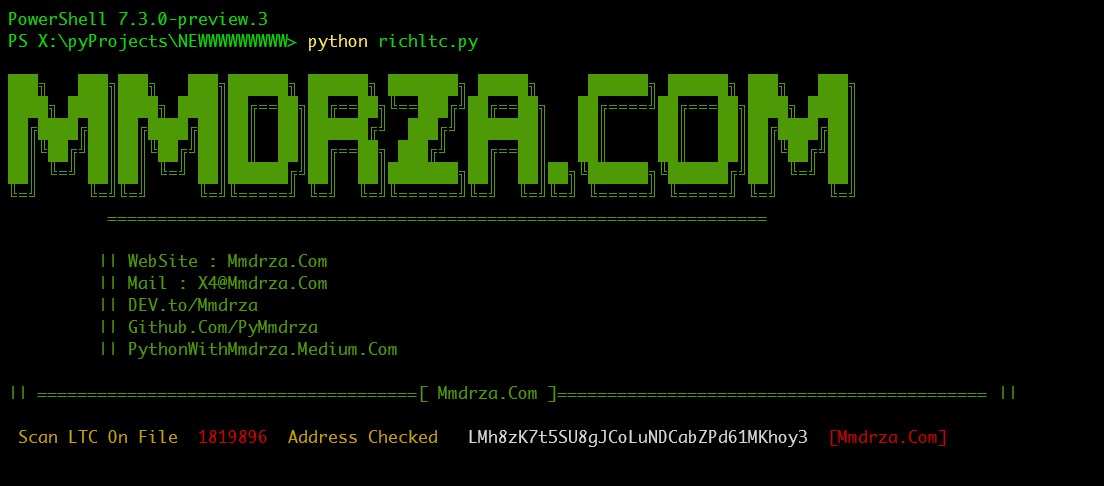 PowerShell 7.3.0-preview.3
PS X:\pyProjects\NEWWWWWWWWW> python richltc.py
MMDRZA.COM
===================================================================
|| WebSite : Mmdrza.Com
|| Mail : X4@Mmdrza.Com
|| DEV.to/Mmdrza
|| Github.Com/PyMmdrza
|| PythonWithMmdrza.Medium.Com
|| ======================================[ Mmdrza.Com ]=========================================== ||
Scan LTC On File 1819896 Address Checked LMh8zK7t5SU8gJCoLuNDCabZPd61MKhoy3 [Mmdrza.Com]